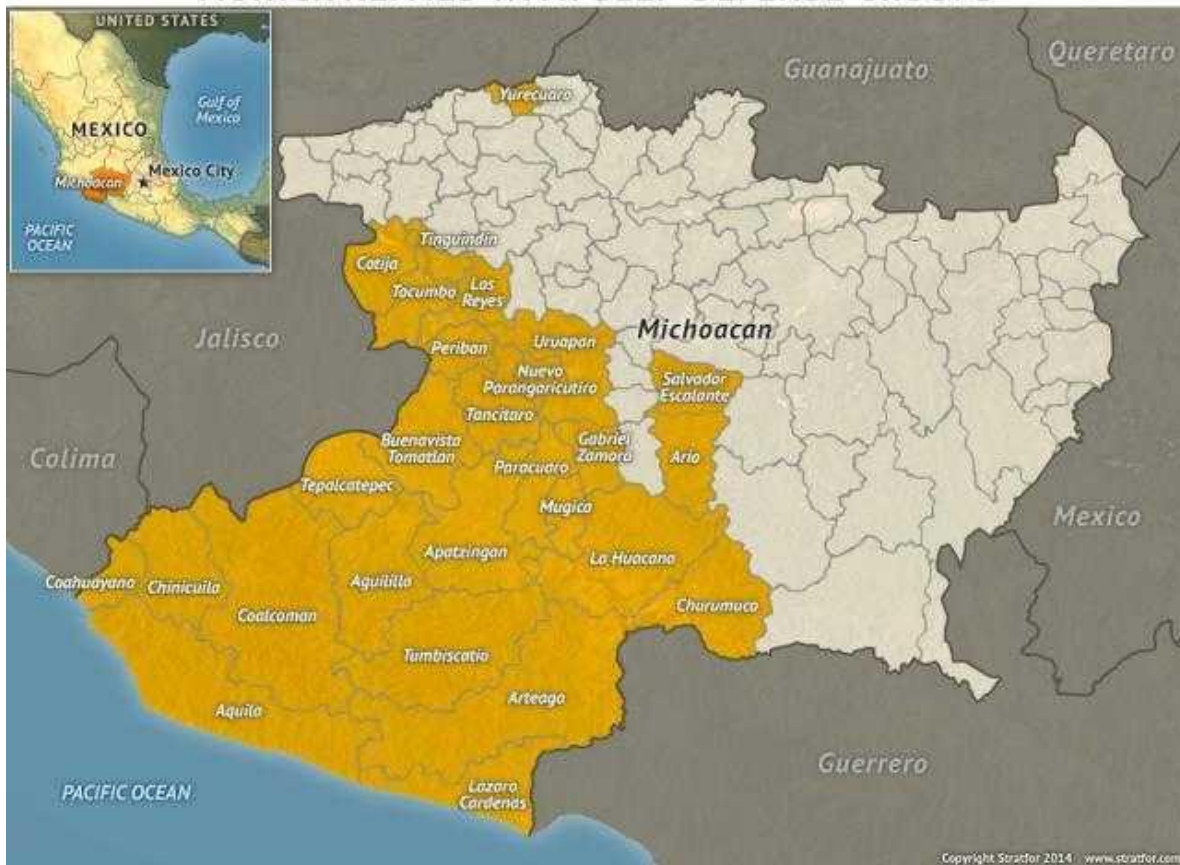 UNITED STATES
Gulf of
Mexico
MEXICO
Mexico City
Michoacan
PACIFIC
OCEAN
Queretaro
Guanajuato
Yurecuaro
Tinguindin
Cotija
Tocumbo
Los
Reyes
Jalisco
Michoacan
Periban
Uruapan
Nuevo
Parangaricutiro
Salvador
Escalante
Tancitaro
Colima
Buenavista
Tomatlan
Gabriel
Zamora
Paracuaro
Ario
Tepalcatepec
Mugica
Mexico
Apatzingan
La Huacana
Coahuayana
Chinicuila
Aguililla
Coalcoman
Churumuco
Tumbiscatio
Arteaga
Aquila
Guerrero
PACIFIC OCEAN
Lazaro
Cardenas
Copyright Stratfor 2014 www.stratfor.com